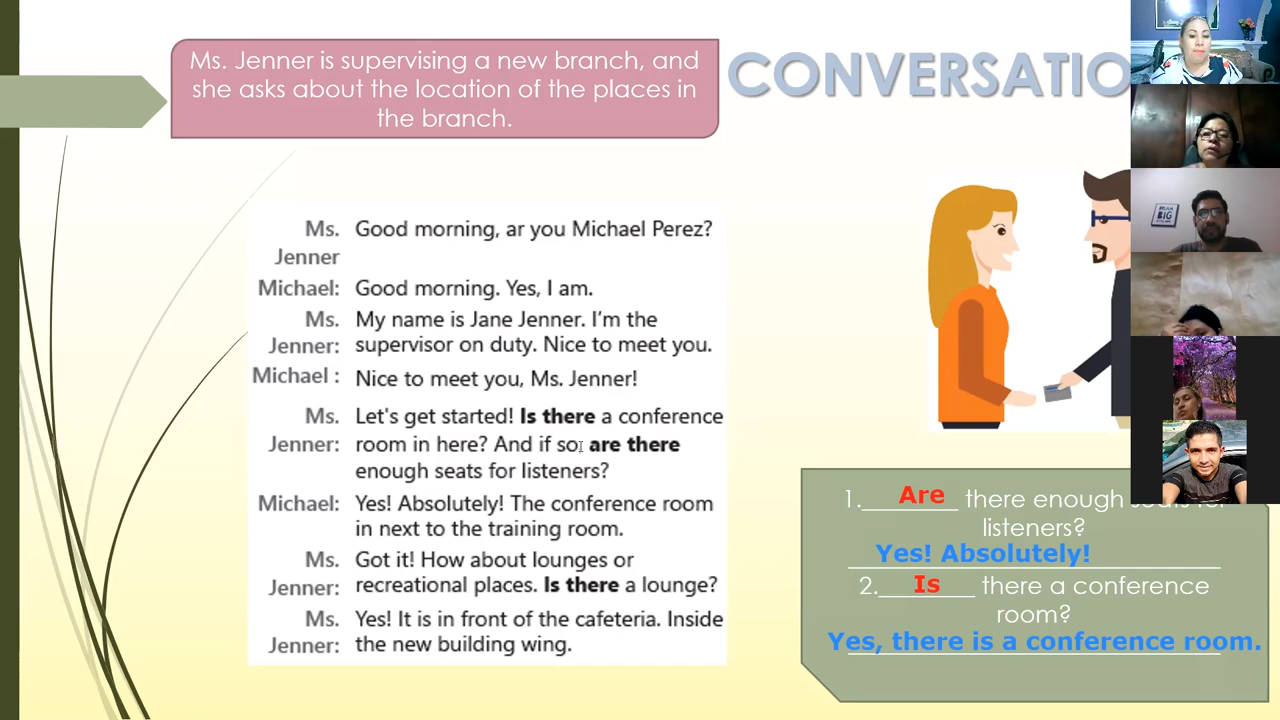 Ms. Jenner is supervising a new branch, and
she asks about the location of the places in
the branch.
CONVERSATIO
Ms. Good morning, ar you Michael Perez?
Jenner
Michael: Good morning. Yes, I am.
Ms. My name is Jane Jenner. I'm the
Jenner: supervisor on duty. Nice to meet you.
Michael : Nice to meet you, Ms. Jenner!
Ms. Let's get started! Is there a conference
Jenner: room in here? And if so, are there
enough seats for listeners?
Michael: Yes! Absolutely! The conference room
in next to the training room.
Ms. Got it! How about lounges or
Jenner: recreational places. Is there a lounge?
Ms. Yes! It is in front of the cafeteria. Inside
Jenner: the new building wing.
1.______ Are there enough seats for
listeners?
Yes! Absolutely!
2.______ Is there a conference
room?
Yes, there is a conference room.
BIG